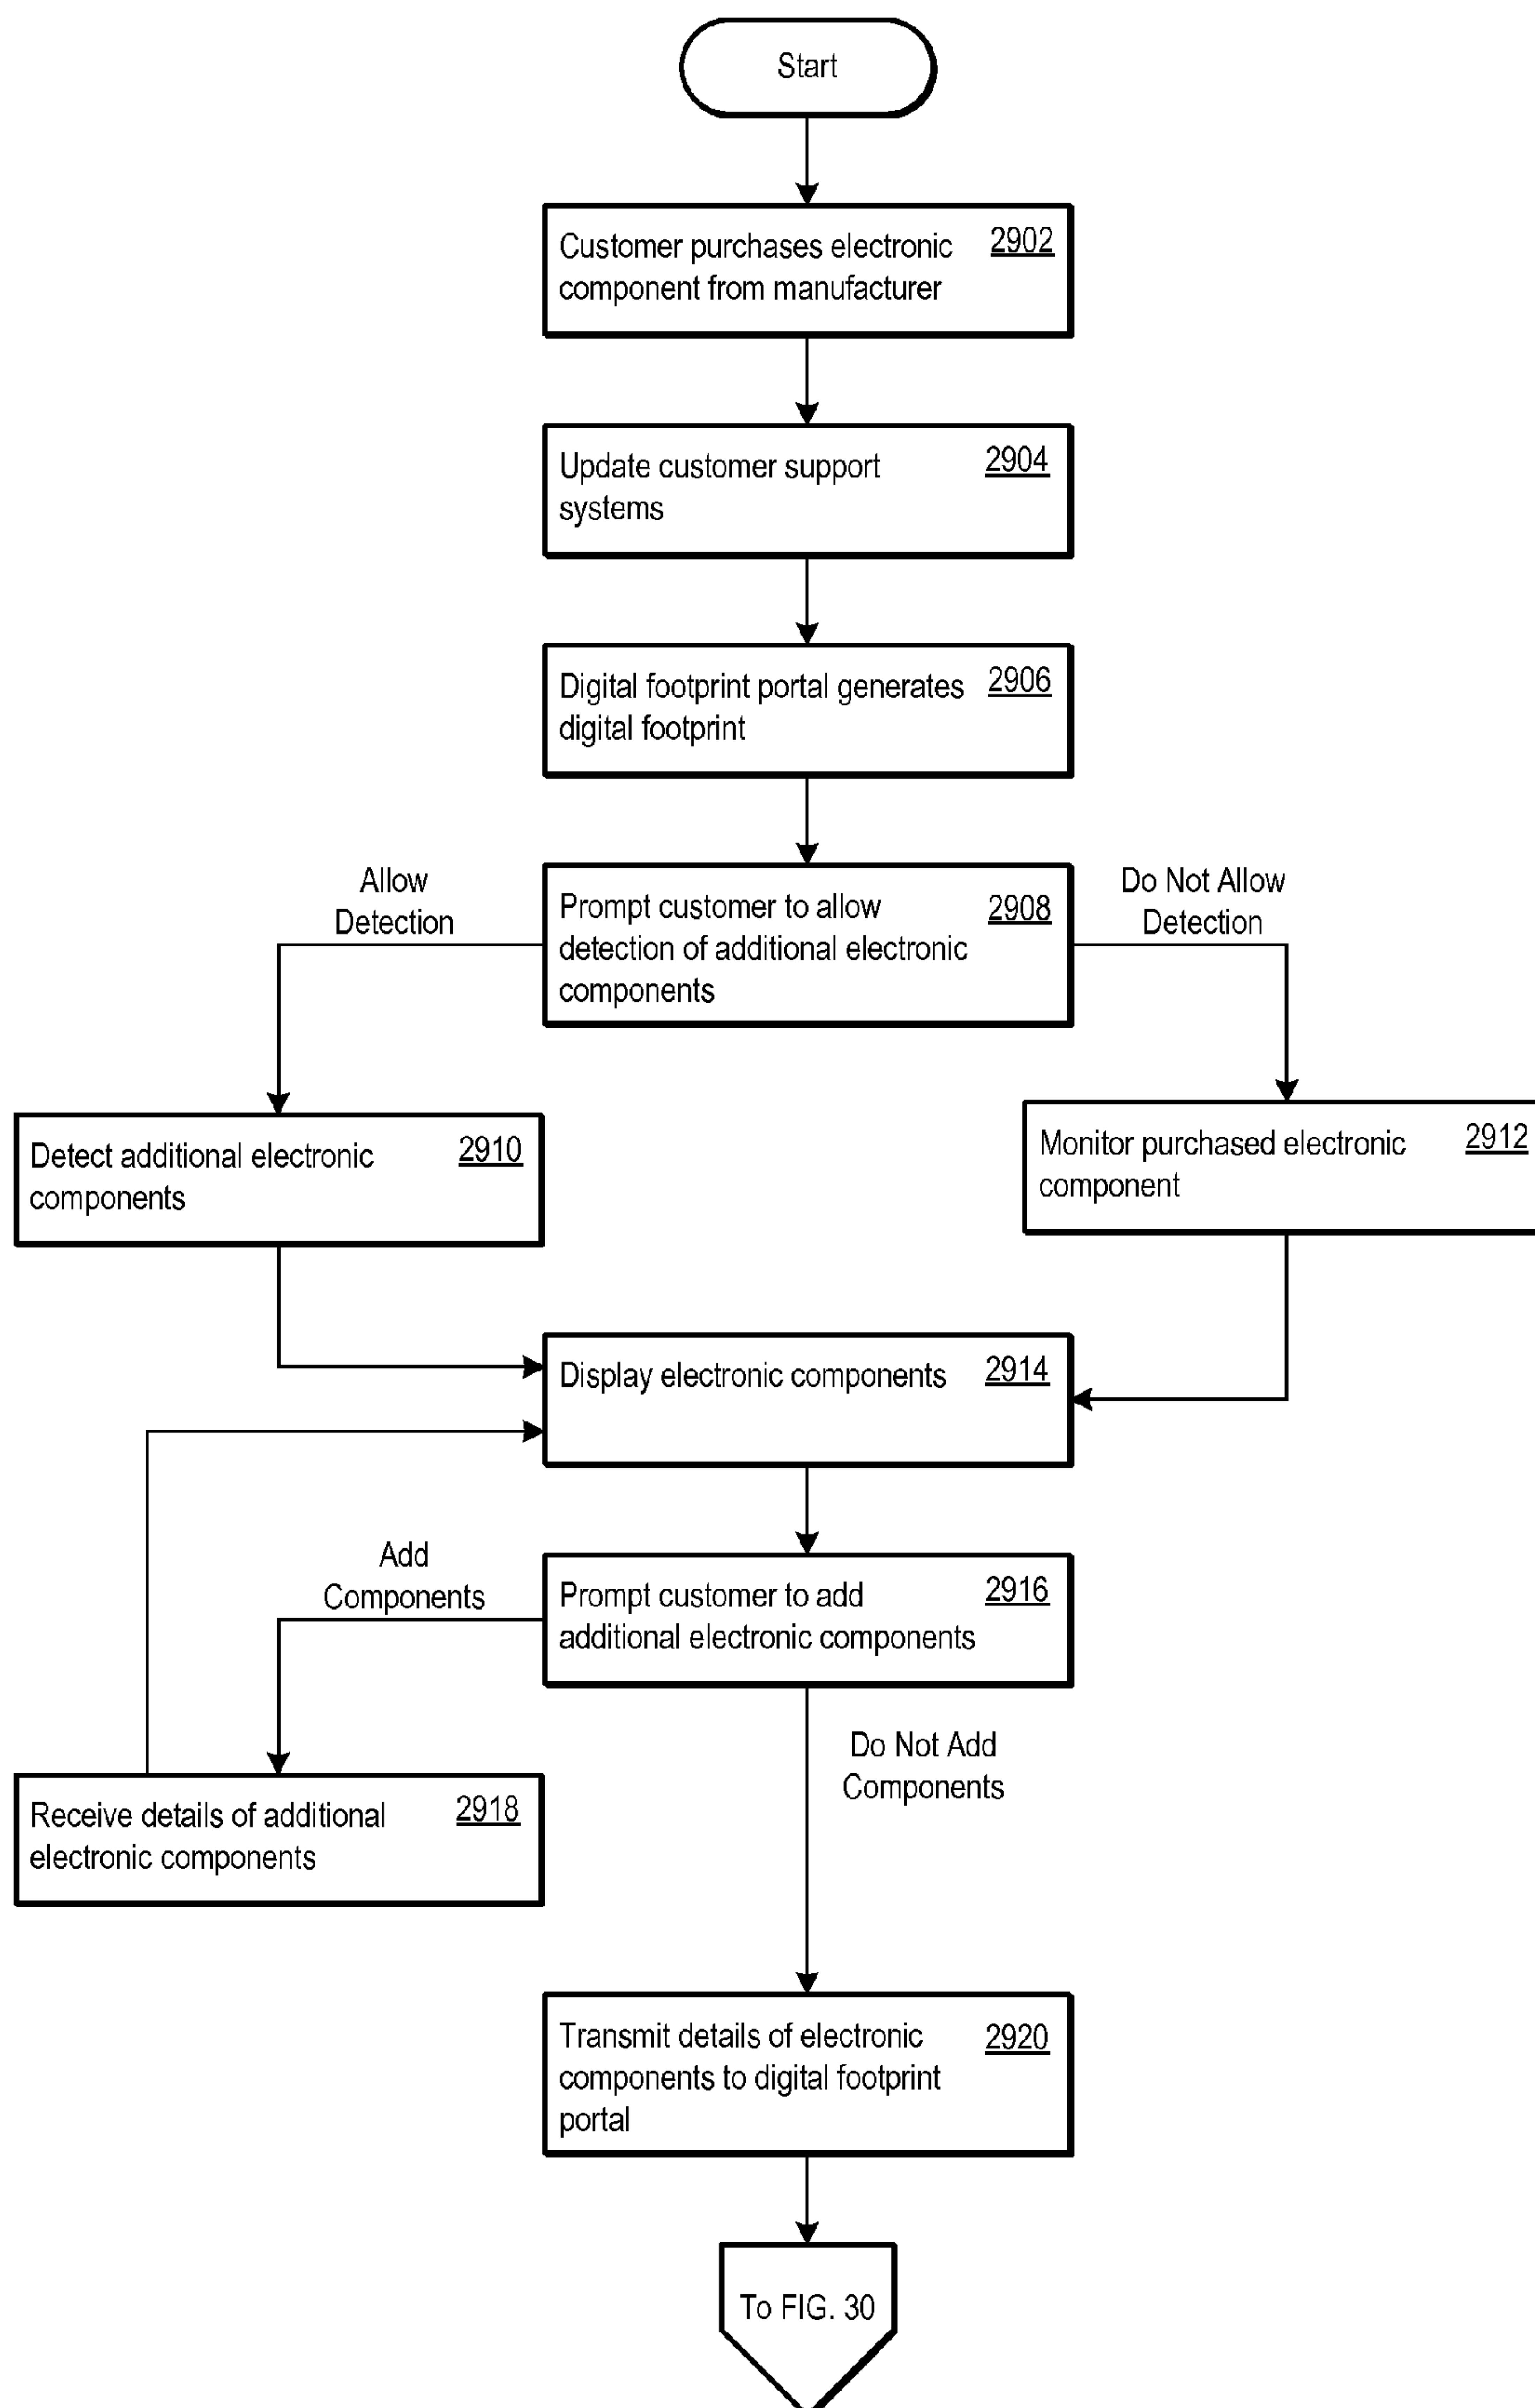 Start
Customer purchases electronic 2902
component from manufacturer
Update customer support 2904
systems
Digital footprint portal generates 2906
digital footprint
Allow
Detection
Prompt customer to allow 2908
detection of additional electronic
components
Do Not Allow
Detection
Detect additional electronic 2910
components
Monitor purchased electronic 2912
component
Display electronic components 2914
Add
Components
Prompt customer to add 2916
additional electronic components
Do Not Add
Components
Receive details of additional 2918
electronic components
Transmit details of electronic 2920
components to digital footprint
portal
To FIG. 30